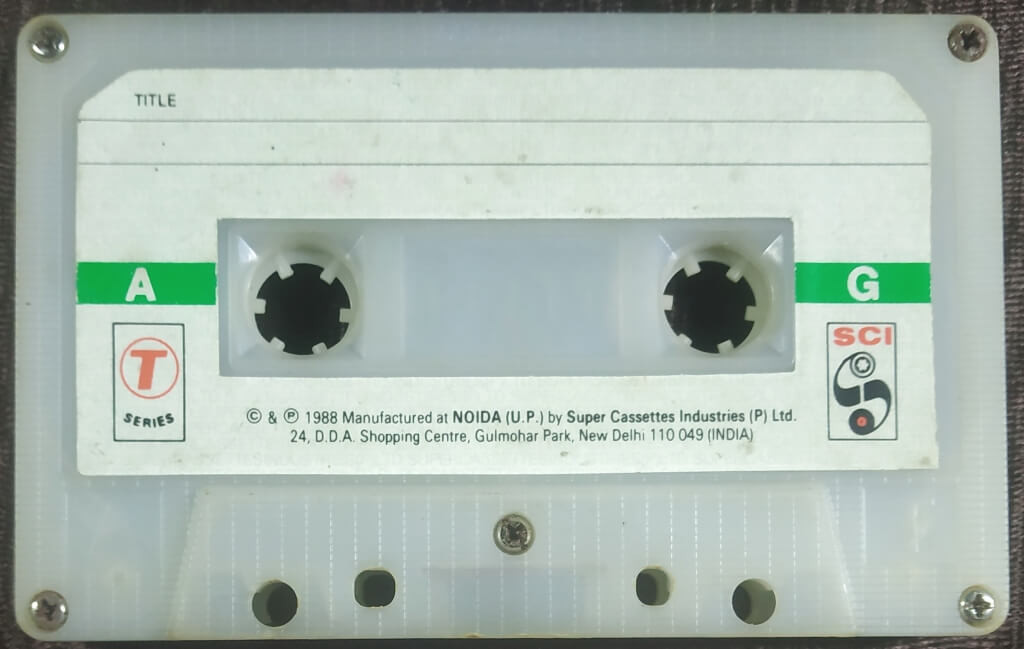 TITLE
A G
SCI
T
SERIES
© & ℗ 1988 Manufactured at NOIDA (U.P.) by Super Cassettes Industries (P) Ltd.
24, D.D.A. Shopping Centre, Gulmohar Park, New Delhi 110 049 (INDIA)